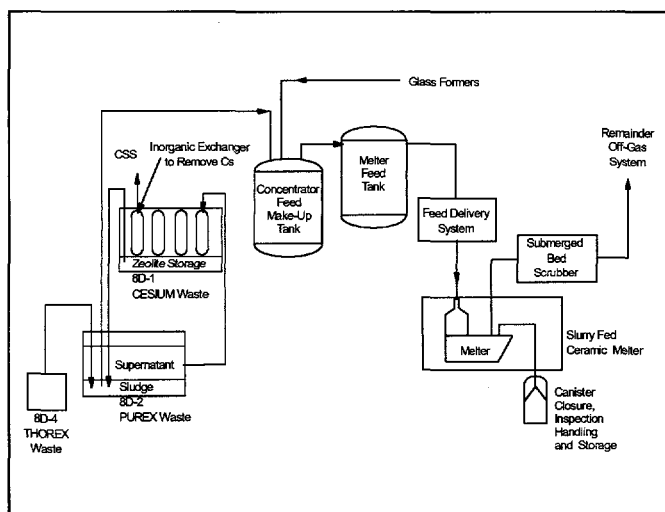 Glass Formers
Remainder
Off-Gas
System
CSS
Inorganic Exchanger
to Remove Cs
Concentrator
Feed
Make-Up
Tank
Melter
Feed
Tank
Feed Delivery
System
Submerged
Bed
Scrubber
Zeolite Storage
8D-1
CESIUM Waste
Supernatant
Sludge
8D-2
PUREX Waste
8D-4
THOREX
Waste
Melter
Slurry Fed
Ceramic Melter
Canister
Closure,
Inspection
Handling
and Storage